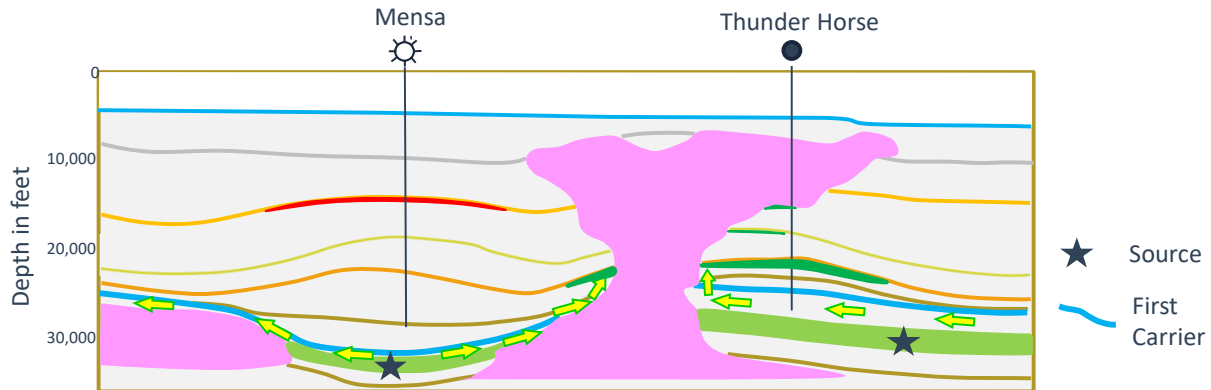 Mensa
Thunder Horse
0
10,000
20,000
30,000
Depth in feet
Source
First
Carrier